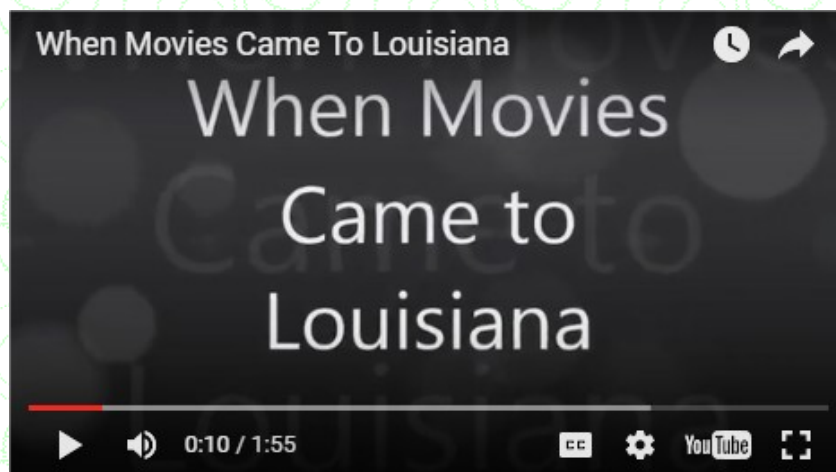 When Movies Came To Louisiana
When Movies
Came to
Louisiana
0:10 / 1:55
CC
YouTube